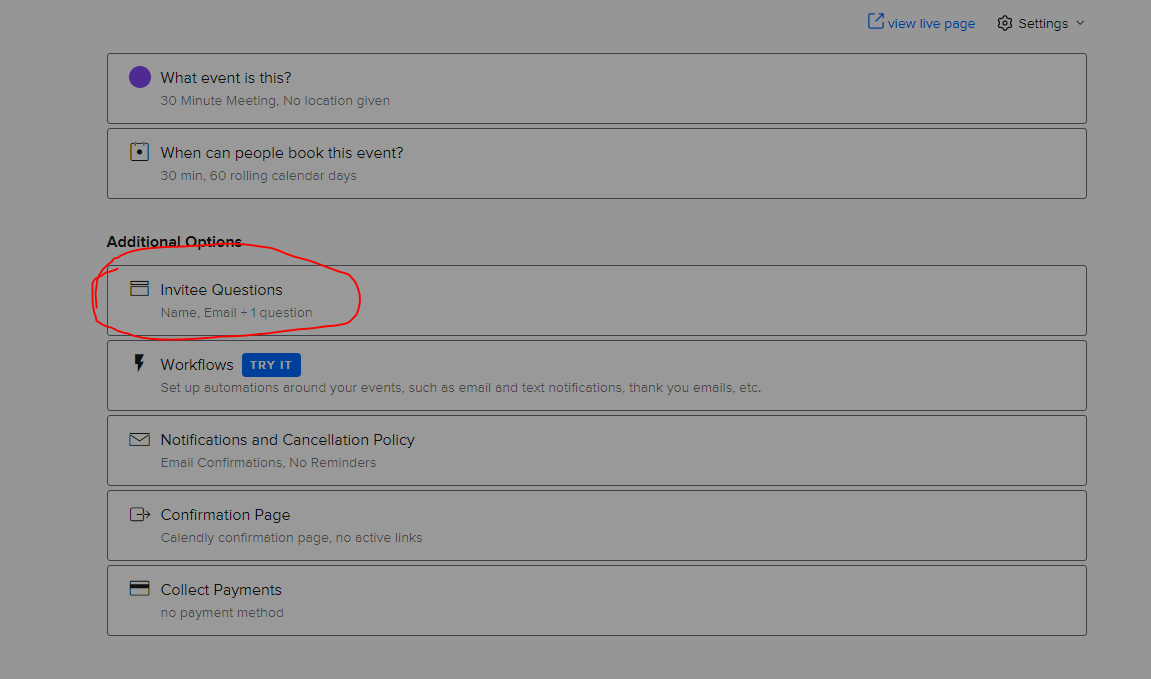 view live page Settings
What event is this?
30 Minute Meeting, No location given
When can people book this event?
30 min, 60 rolling calendar days
Additional Options
Invitee Questions
Name, Email + 1 question
Workflows TRY IT
Set up automations around your events, such as email and text notifications, thank you emails, etc.
Notifications and Cancellation Policy
Email Confirmations, No Reminders
Confirmation Page
Calendly confirmation page, no active links
Collect Payments
no payment method